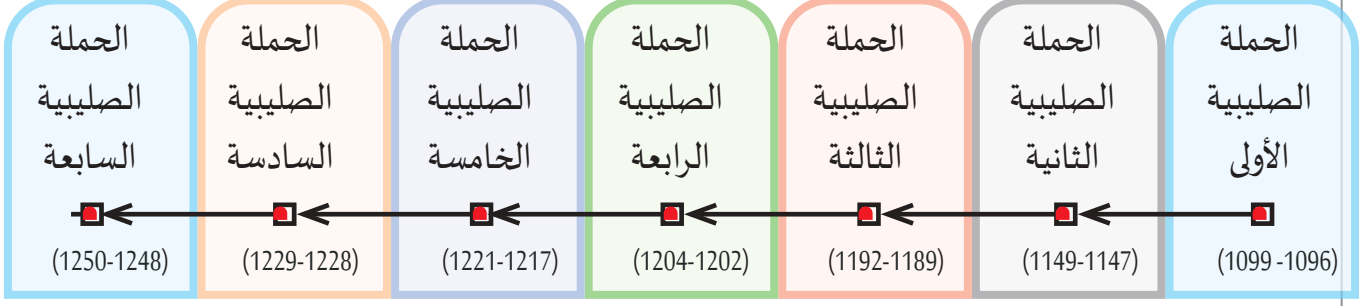 الحملة
الصليبية
الأولى
(1099 -1096)
الحملة
الصليبية
الثانية
(1149-1147)
الحملة
الصليبية
الثالثة
(1192-1189)
الحملة
الصليبية
الرابعة
(1204-1202)
الحملة
الصليبية
الخامسة
(1221-1217)
الحملة
الصليبية
السادسة
(1229-1228)
الحملة
الصليبية
السابعة
(1250-1248)